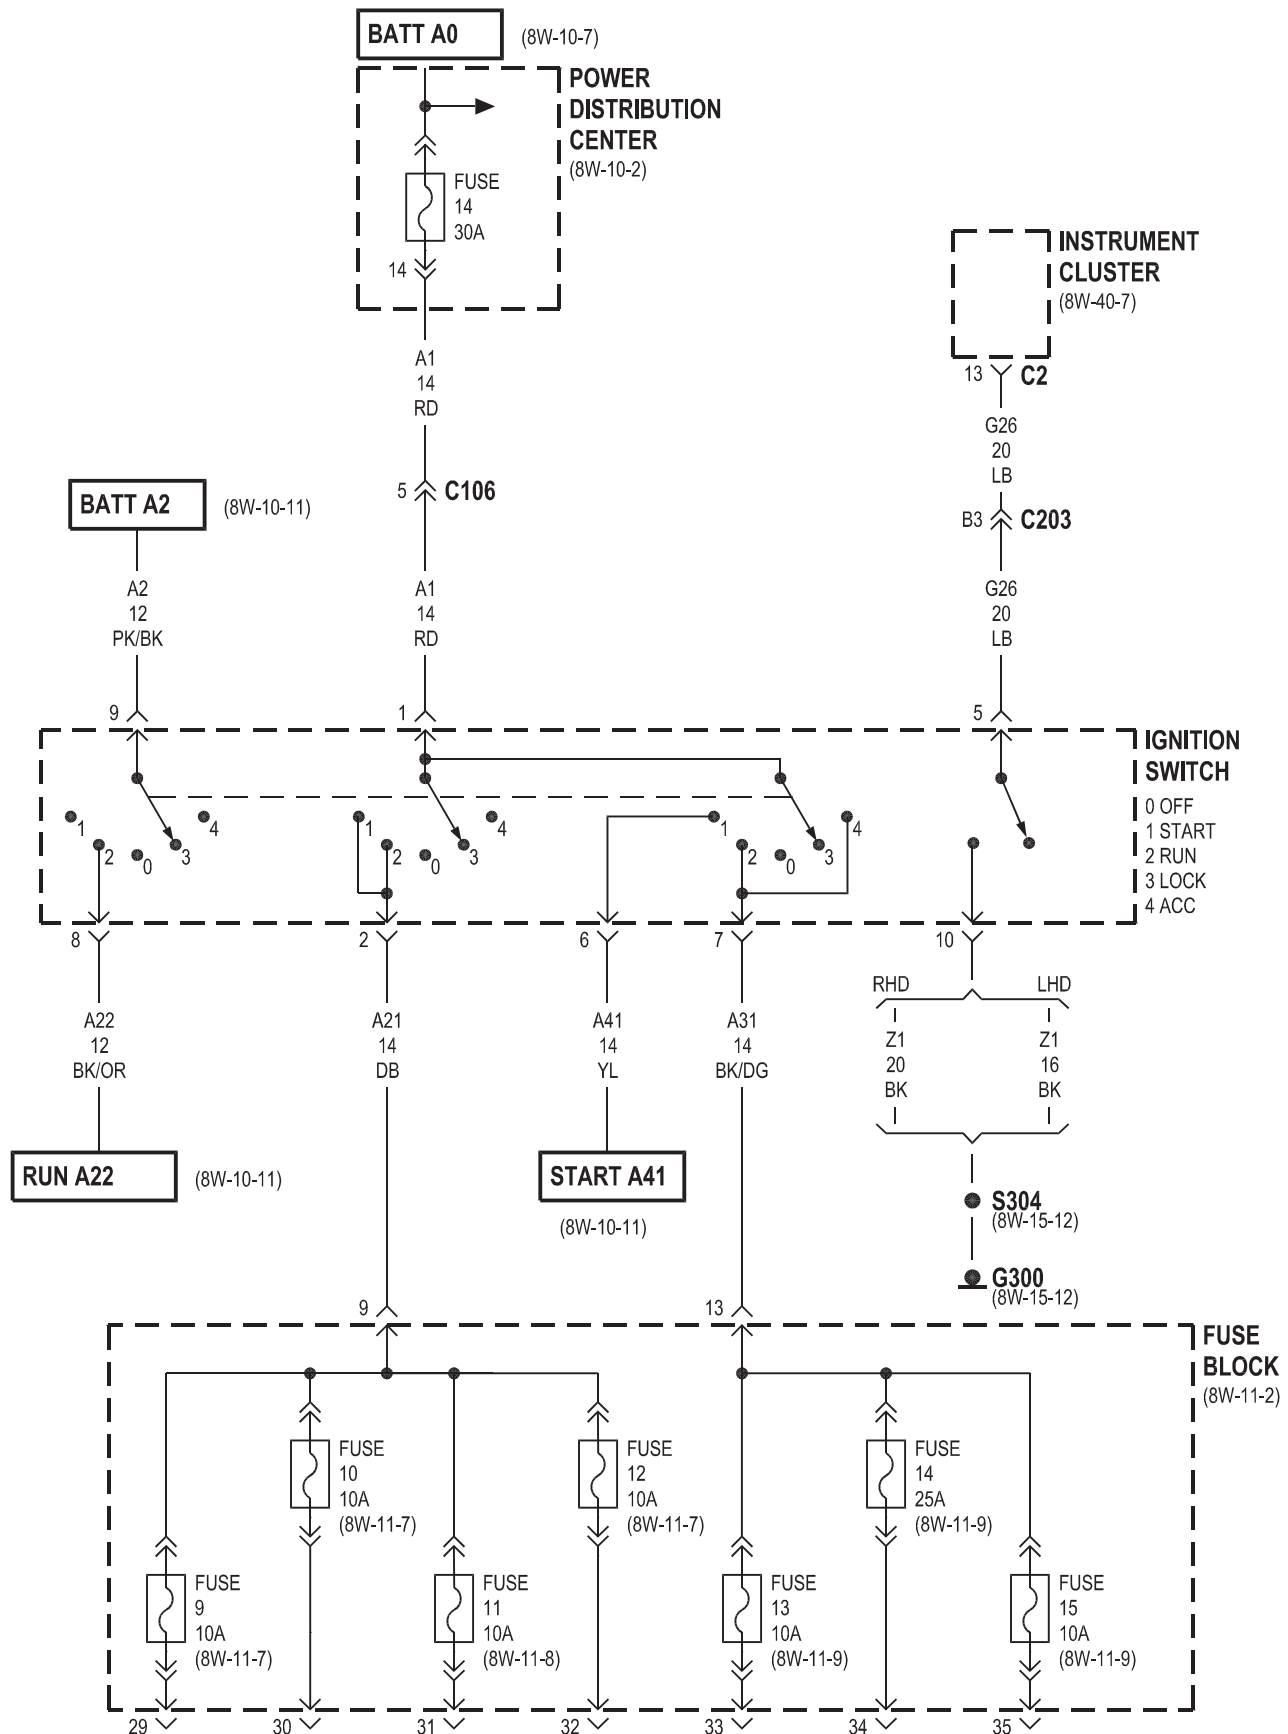 BATT A0
(8W-10-7)
POWER
DISTRIBUTION
CENTER
(8W-10-2)
FUSE
14
30A
14
INSTRUMENT
CLUSTER
(8W-40-7)
13
C2
A1
14
RD
G26
20
LB
BATT A2
(8W-10-11)
5
C106
B3
C203
A2
12
PK/BK
A1
14
RD
G26
20
LB
9
1
5
IGNITION
SWITCH
0 OFF
1 START
2 RUN
3 LOCK
4 ACC
1
2
0
3
4
1
2
0
3
4
1
2
0
3
4
8
2
6
7
10
RHD
LHD
A22
12
BK/OR
A21
14
DB
A41
14
YL
A31
14
BK/DG
Z1
20
BK
Z1
16
BK
RUN A22
(8W-10-11)
START A41
(8W-10-11)
S304
(8W-15-12)
G300
(8W-15-12)
9
13
FUSE
BLOCK
(8W-11-2)
FUSE
10
10A
(8W-11-7)
FUSE
12
10A
(8W-11-7)
FUSE
14
25A
(8W-11-9)
FUSE
9
10A
(8W-11-7)
FUSE
11
10A
(8W-11-8)
FUSE
13
10A
(8W-11-9)
FUSE
15
10A
(8W-11-9)
29
30
31
32
33
34
35